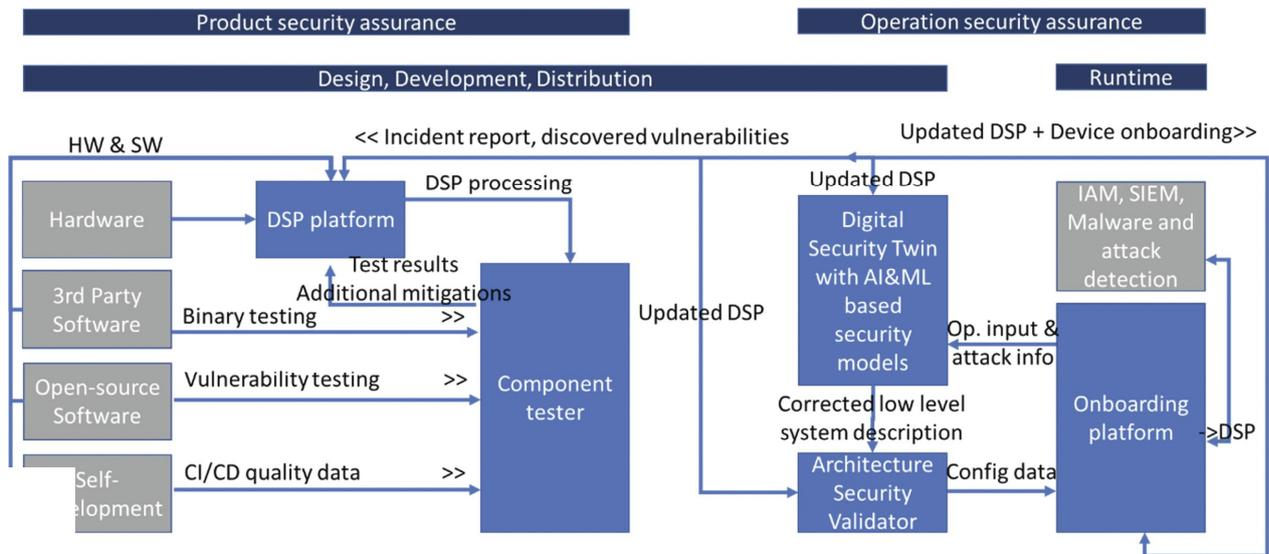 Product security assurance
Operation security assurance
Design, Development, Distribution
Runtime
HW & SW
<< Incident report, discovered vulnerabilities
Updated DSP + Device onboarding>>
Hardware
DSP platform
DSP processing
Updated DSP
Digital
Security Twin
with AI&ML
based
security
models
IAM, SIEM,
Malware and
attack
detection
Test results
Additional mitigations
3rd Party
Software
Binary testing >>
Updated DSP
Op. input &
attack info
Open-source
Software
Vulnerability testing >>
Component
tester
Corrected low level
system description
Onboarding
platform
->DSP
Self-
elopment
CI/CD quality data >>
Architecture
Security
Validator
Config data